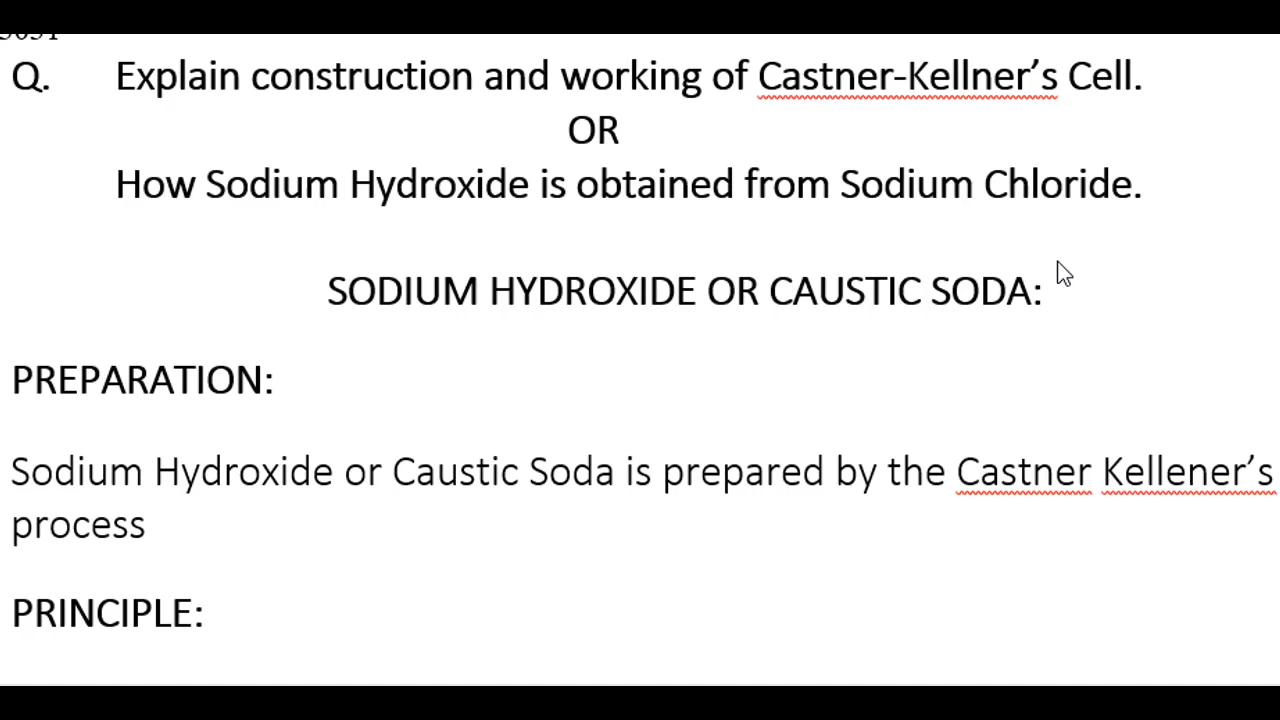 Q. Explain construction and working of Castner-Kellner’s Cell.
OR
How Sodium Hydroxide is obtained from Sodium Chloride.
SODIUM HYDROXIDE OR CAUSTIC SODA:
PREPARATION:
Sodium Hydroxide or Caustic Soda is prepared by the Castner Kellener’s
process
PRINCIPLE: